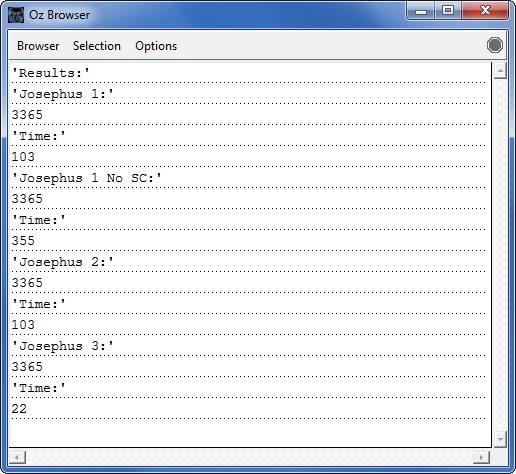 Oz Browser
Browser Selection Options
'Results:'
'Josephus 1:'
3365
'Time:'
103
'Josephus 1 No SC:'
3365
'Time:'
355
'Josephus 2:'
3365
'Time:'
103
'Josephus 3:'
3365
'Time:'
22